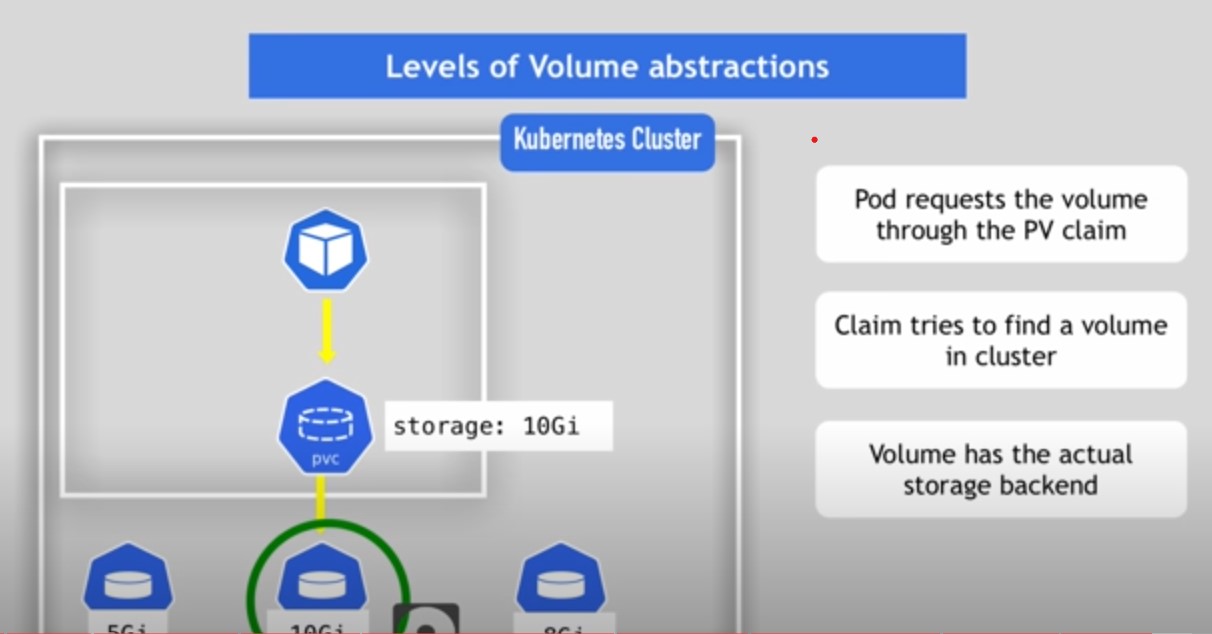 Levels of Volume abstractions
Kubernetes Cluster
Pod requests the volume
through the PV claim
Claim tries to find a volume
in cluster
storage: 10Gi
pvc
Volume has the actual
storage backend
5Gi
10Gi
8Gi